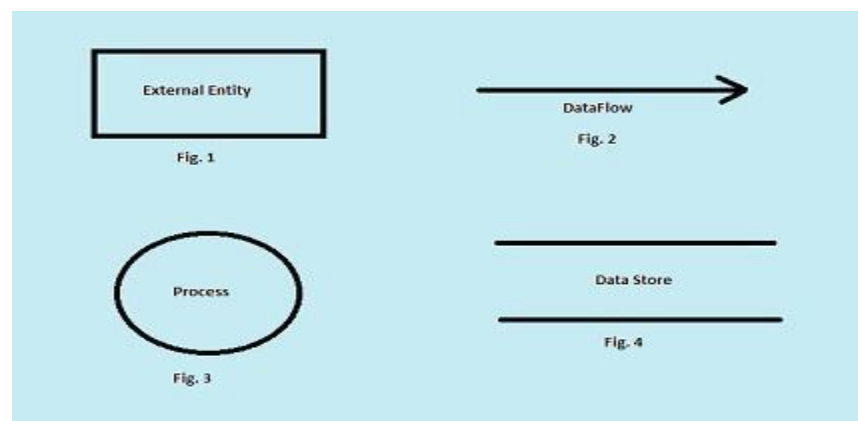 External Entity
Fig. 1
DataFlow
Fig. 2
Process
Fig. 3
Data Store
Fig. 4